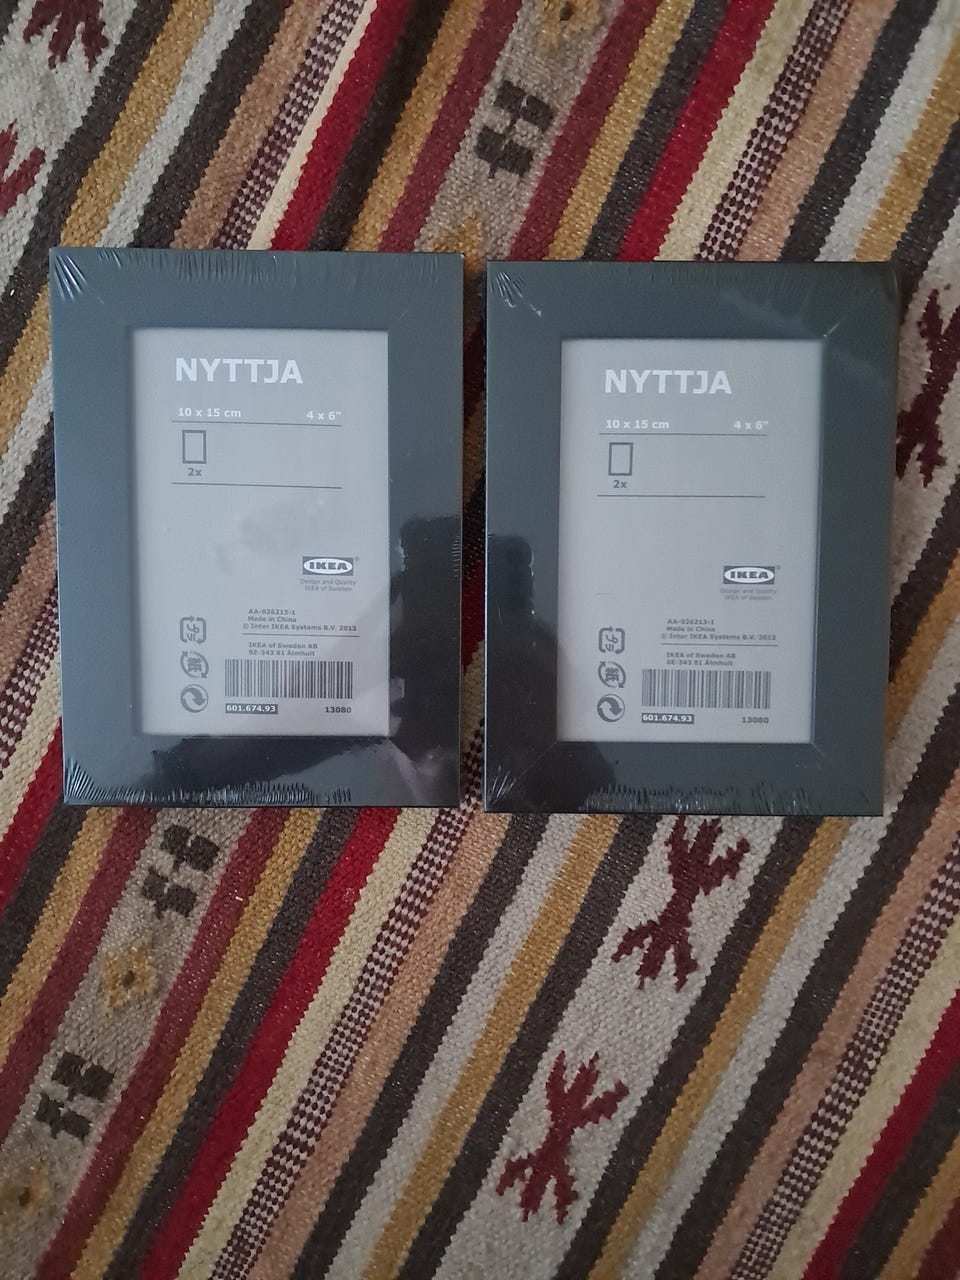 NYTTJA
10 x 15 cm 4 x 6"
2x
IKEA®
Design and Quality
IKEA of Sweden
AA-926213-1
Made in China
© Inter IKEA Systems B.V. 2013
IKEA of Sweden AB
SE-343 81 Älmhult
601.674.93 13080
NYTTJA
10 x 15 cm 4 x 6"
2x
IKEA®
Design and Quality
IKEA of Sweden
AA-926213-1
Made in China
© Inter IKEA Systems B.V. 2013
IKEA of Sweden AB
SE-343 81 Älmhult
601.674.93 13080